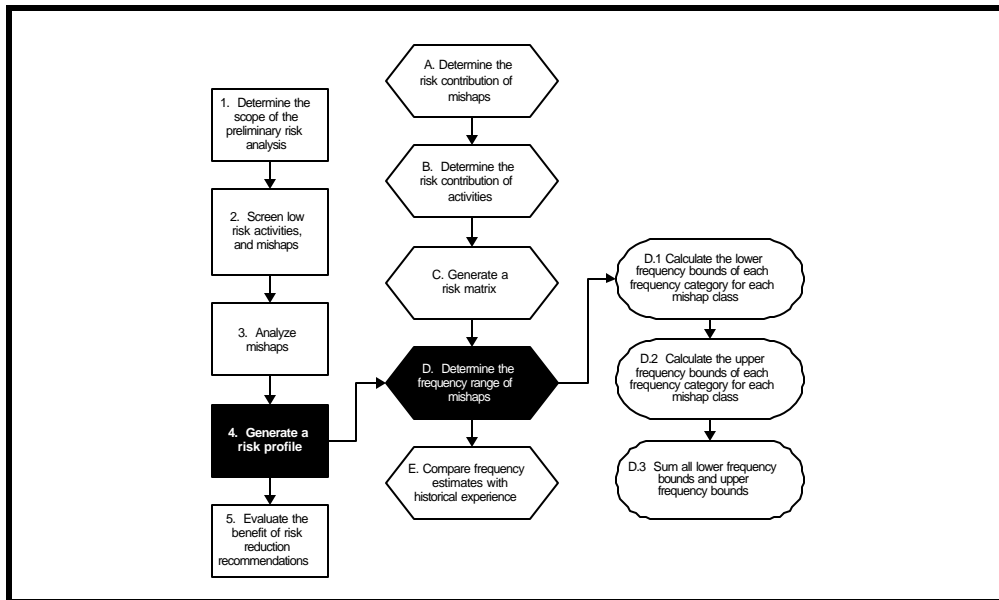 1. Determine the
scope of the
preliminary risk
analysis
2. Screen low
risk activities,
and mishaps
3. Analyze
mishaps
4. Generate a
risk profile
5. Evaluate the
benefit of risk
reduction
recommendations
A. Determine the
risk contribution of
mishaps
B. Determine the
risk contribution of
activities
C. Generate a
risk matrix
D. Determine the
frequency range of
mishaps
E. Compare frequency
estimates with
historical experience
D.1 Calculate the lower
frequency bounds of each
frequency category for each
mishap class
D.2 Calculate the upper
frequency bounds of each
frequency category for each
mishap class
D.3 Sum all lower frequency
bounds and upper
frequency bounds